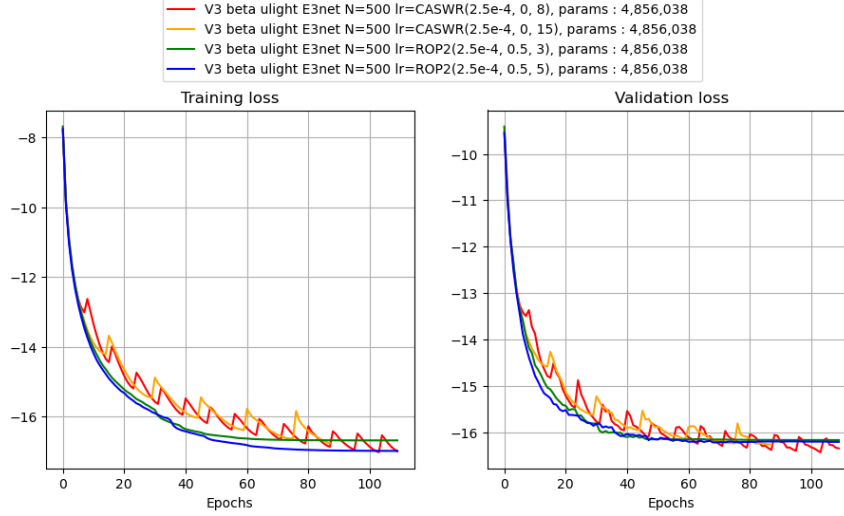 V3 beta ulight E3net N=500 lr=CASWR(2.5e-4, 0, 8), params : 4,856,038
V3 beta ulight E3net N=500 lr=CASWR(2.5e-4, 0, 15), params : 4,856,038
V3 beta ulight E3net N=500 lr=ROP2(2.5e-4, 0.5, 3), params : 4,856,038
V3 beta ulight E3net N=500 lr=ROP2(2.5e-4, 0.5, 5), params : 4,856,038
Training loss
−8
−10
−12
−14
−16
0 20 40 60 80 100
Epochs
Validation loss
−10
−11
−12
−13
−14
−15
−16
0 20 40 60 80 100
Epochs